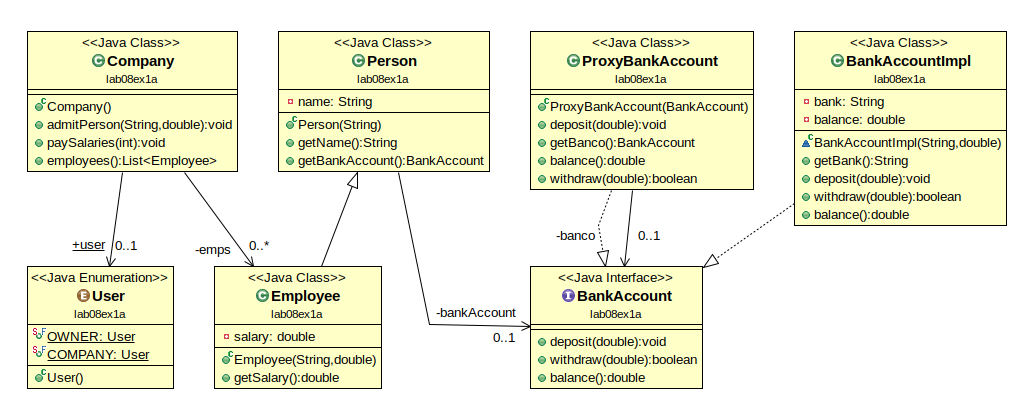 <<Java Class>>
Company
lab08ex1a
Company()
admitPerson(String,double):void
paySalaries(int):void
employees():List<Employee>
<<Java Class>>
Person
lab08ex1a
name: String
Person(String)
getName():String
getBankAccount():BankAccount
<<Java Class>>
ProxyBankAccount
lab08ex1a
ProxyBankAccount(BankAccount)
deposit(double):void
getBanco():BankAccount
balance():double
withdraw(double):boolean
<<Java Class>>
BankAccountImpl
lab08ex1a
bank: String
balance: double
BankAccountImpl(String,double)
getBank():String
deposit(double):void
withdraw(double):boolean
balance():double
+user
0..1
-emps
0..*
-banco
0..1
-bankAccount
0..1
<<Java Enumeration>>
User
lab08ex1a
OWNER: User
COMPANY: User
User()
<<Java Class>>
Employee
lab08ex1a
salary: double
Employee(String,double)
getSalary():double
<<Java Interface>>
BankAccount
lab08ex1a
deposit(double):void
withdraw(double):boolean
balance():double